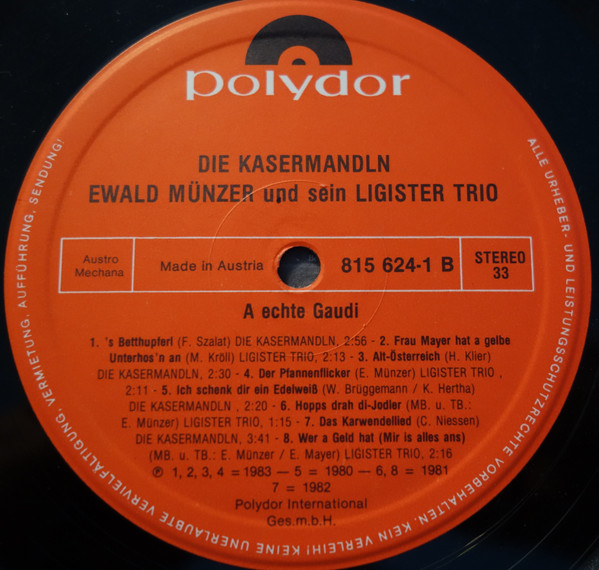 polydor
DIE KASERMANDLN
EWALD MÜNZER und sein LIGISTER TRIO
Austro
Mechana
Made in Austria
815 624-1 B
STEREO
33
A echte Gaudi
1. 's Betthupferl (F. Szalat) DIE KASERMANDLN, 2:56 - 2. Frau Mayer hat a gelbe
Unterhos'n an (M. Kröll) LIGISTER TRIO, 2:13 - 3. Alt-Österreich (H. Klier)
DIE KASERMANDLN, 2:30 - 4. Der Pfannenflicker (E. Münzer) LIGISTER TRIO ,
2:11 - 5. Ich schenk dir ein Edelweiß (W. Brüggemann / K. Hertha)
DIE KASERMANDLN , 2:20 - 6. Hopps drah di-Jodler (MB. u. TB.:
E. Münzer) LIGISTER TRIO, 1:15 - 7. Das Karwendellied (C. Niessen)
DIE KASERMANDLN, 3:41 - 8. Wer a Geld hat (Mir is alles ans)
(MB. u. TB.: E. Münzer / E. Mayer) LIGISTER TRIO, 2:16
℗ 1, 2, 3, 4 = 1983 — 5 = 1980 — 6, 8 = 1981
7 = 1982
Polydor International
Ges.m.b.H.
ALLE URHEBER- UND LEISTUNGSSCHUTZRECHTE VORBEHALTEN. KEIN VERLEIH! KEINE UNERLAUBTE VERVIELFÄLTIGUNG, VERMIETUNG, AUFFÜHRUNG, SENDUNG!